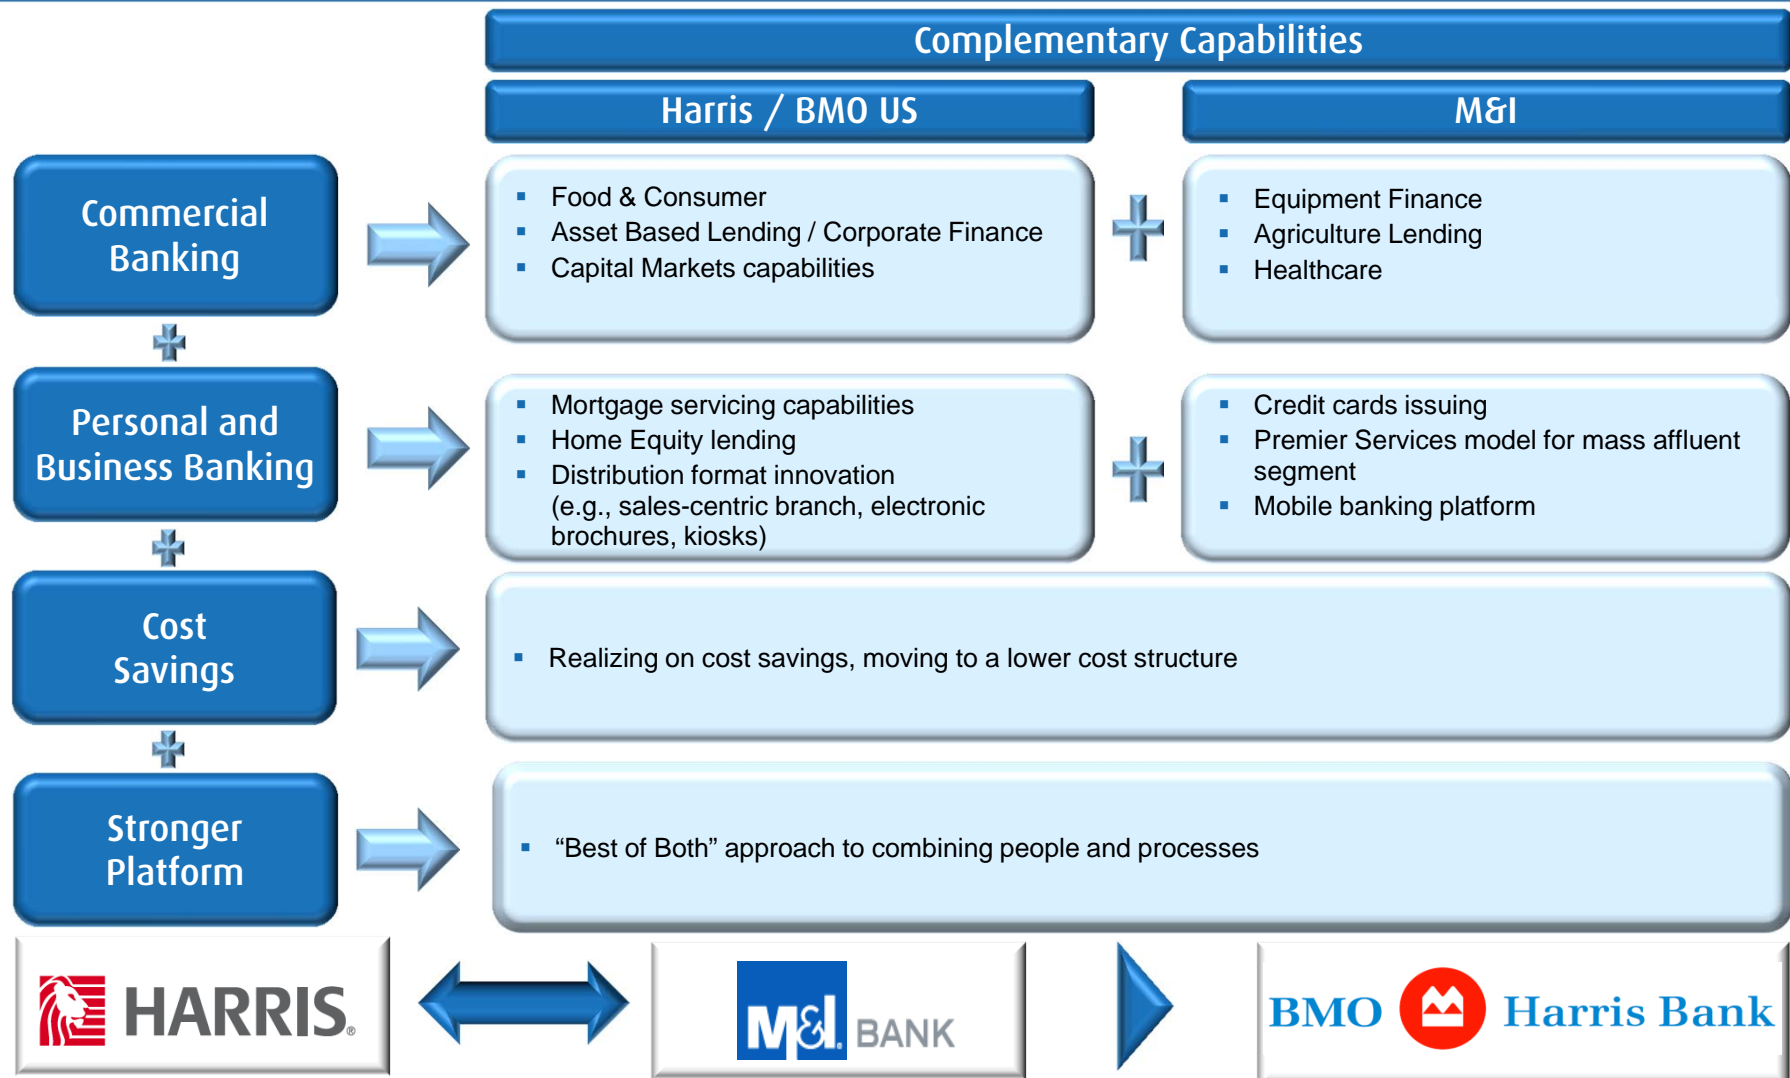 Complementary Capabilities
Harris / BMO US
M&I
Commercial
Banking
▪ Food & Consumer
▪ Asset Based Lending / Corporate Finance
▪ Capital Markets capabilities
▪ Equipment Finance
▪ Agriculture Lending
▪ Healthcare
Personal and
Business Banking
▪ Mortgage servicing capabilities
▪ Home Equity lending
▪ Distribution format innovation
(e.g., sales-centric branch, electronic
brochures, kiosks)
▪ Credit cards issuing
▪ Premier Services model for mass affluent
segment
▪ Mobile banking platform
Cost
Savings
▪ Realizing on cost savings, moving to a lower cost structure
Stronger
Platform
▪ “Best of Both” approach to combining people and processes
HARRIS®
M&I. BANK
BMO Harris Bank